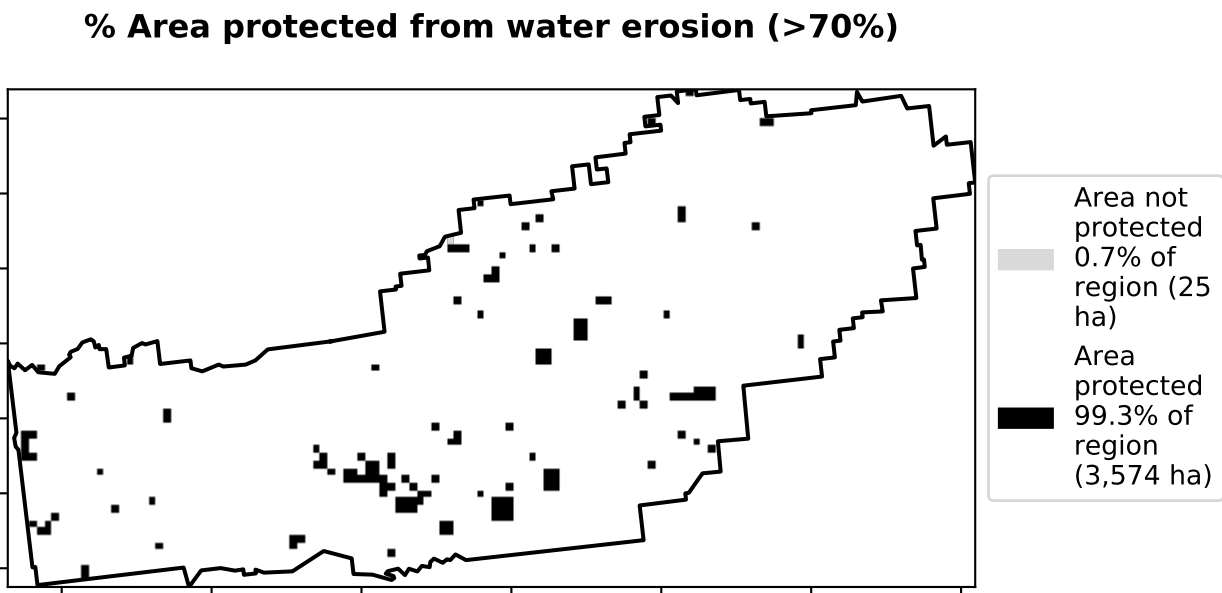 % Area protected from water erosion (>70%)
Area not
protected
0.7% of
region (25
ha)
Area
protected
99.3% of
region
(3,574 ha)